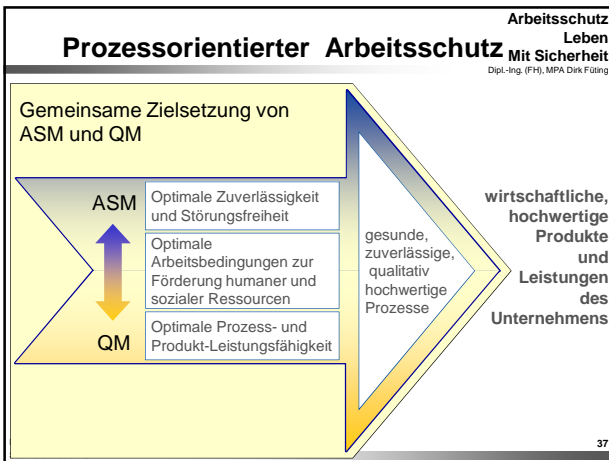 Arbeitsschutz
Leben
Mit Sicherheit
Dipl.-Ing. (FH), MPA Dirk Füting
Prozessorientierter Arbeitsschutz
Gemeinsame Zielsetzung von
ASM und QM
ASM
Optimale Zuverlässigkeit
und Störungsfreiheit
Optimale
Arbeitsbedingungen zur
Förderung humaner und
sozialer Ressourcen
QM
Optimale Prozess- und
Produkt-Leistungsfähigkeit
gesunde,
zuverlässige,
qualitativ
hochwertige
Prozesse
wirtschaftliche,
hochwertige
Produkte
und
Leistungen
des
Unternehmens
37